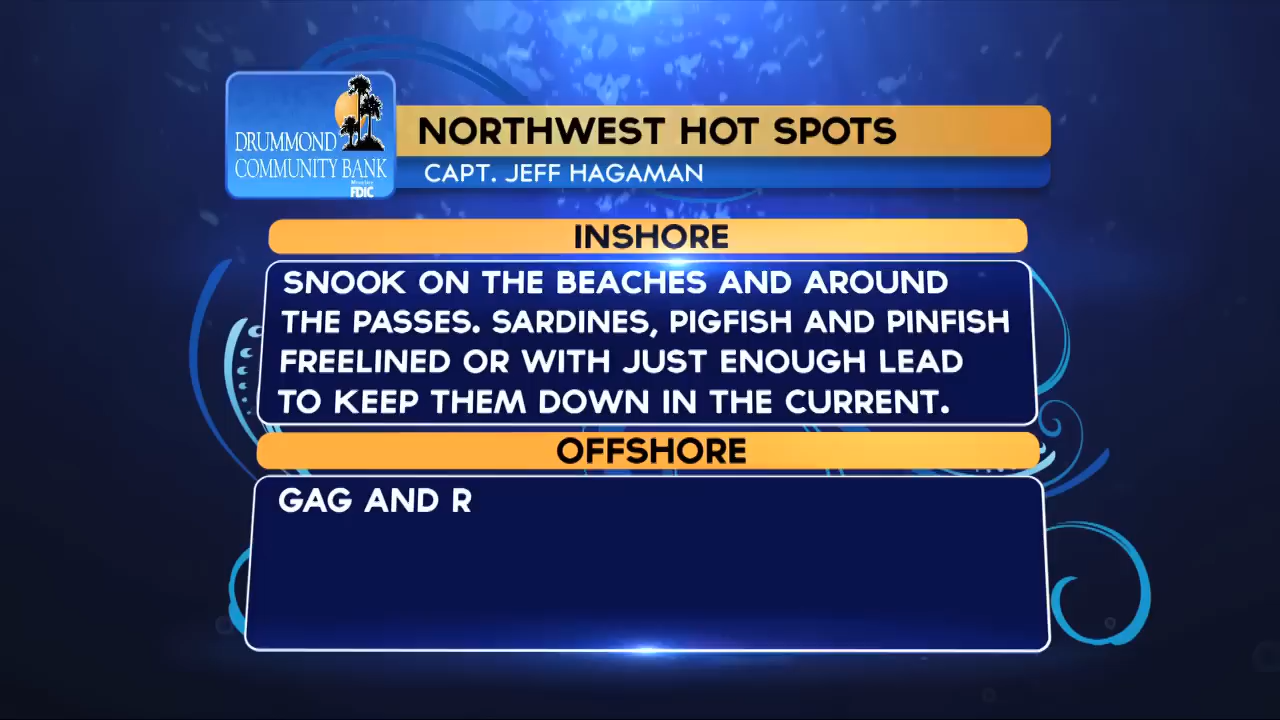 DRUMMOND
COMMUNITY BANK
Member
FDIC
NORTHWEST HOT SPOTS
CAPT. JEFF HAGAMAN
INSHORE
SNOOK ON THE BEACHES AND AROUND
THE PASSES. SARDINES, PIGFISH AND PINFISH
FREELINED OR WITH JUST ENOUGH LEAD
TO KEEP THEM DOWN IN THE CURRENT.
OFFSHORE
GAG AND R